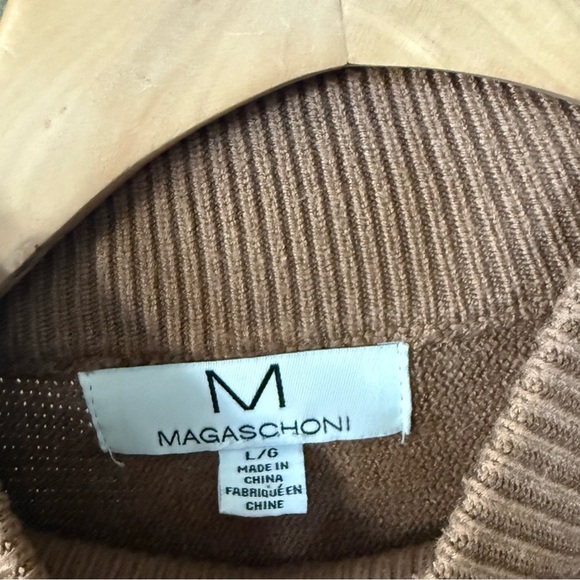 M
MAGASCHONI
L/G
MADE IN
CHINA
FABRIQUÉ EN
CHINE